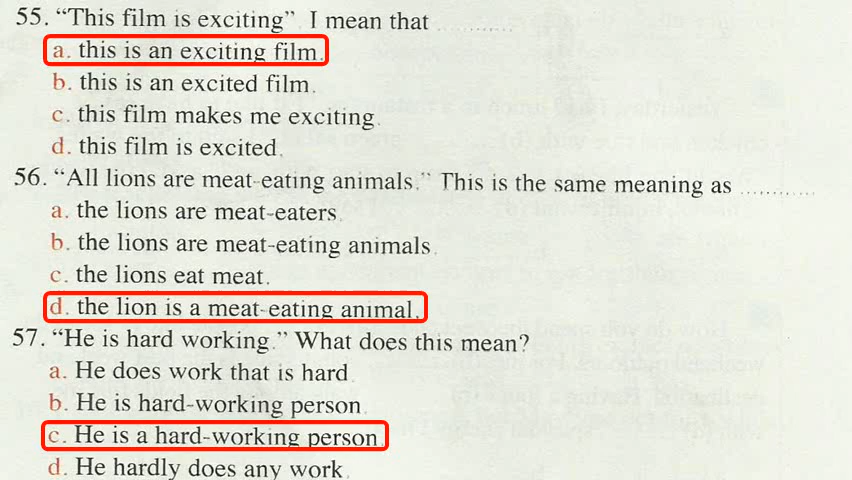 55. “This film is exciting”. I mean that ............
a. this is an exciting film.
b. this is an excited film.
c. this film makes me exciting.
d. this film is excited.
56. “All lions are meat-eating animals.” This is the same meaning as ............
a. the lions are meat-eaters.
b. the lions are meat-eating animals.
c. the lions eat meat.
d. the lion is a meat-eating animal.
57. “He is hard working.” What does this mean?
a. He does work that is hard.
b. He is hard-working person.
c. He is a hard-working person.
d. He hardly does any work.